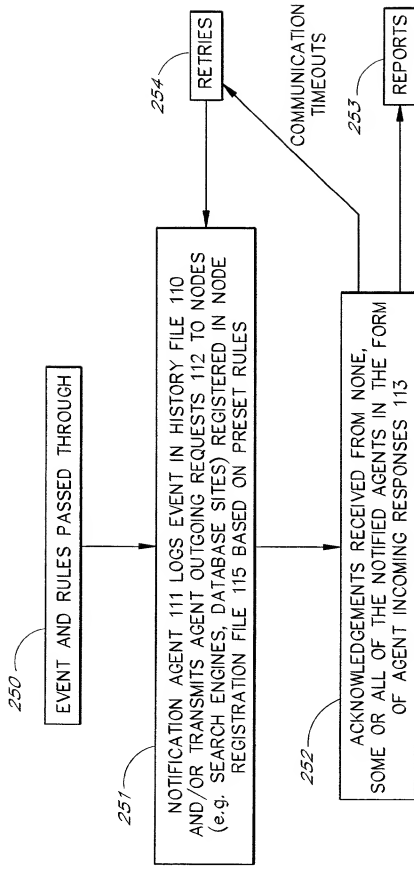 250
EVENT AND RULES PASSED THROUGH
251
NOTIFICATION AGENT 111 LOGS EVENT IN HISTORY FILE 110
AND/OR TRANSMITS AGENT OUTGOING REQUESTS 112 TO NODES
(e.g. SEARCH ENGINES, DATABASE SITES) REGISTERED IN NODE
REGISTRATION FILE 115 BASED ON PRESET RULES
254
RETRIES
COMMUNICATION
TIMEOUTS
252
ACKNOWLEDGEMENTS RECEIVED FROM NONE,
SOME OR ALL OF THE NOTIFIED AGENTS IN THE FORM
OF AGENT INCOMING RESPONSES 113
253
REPORTS